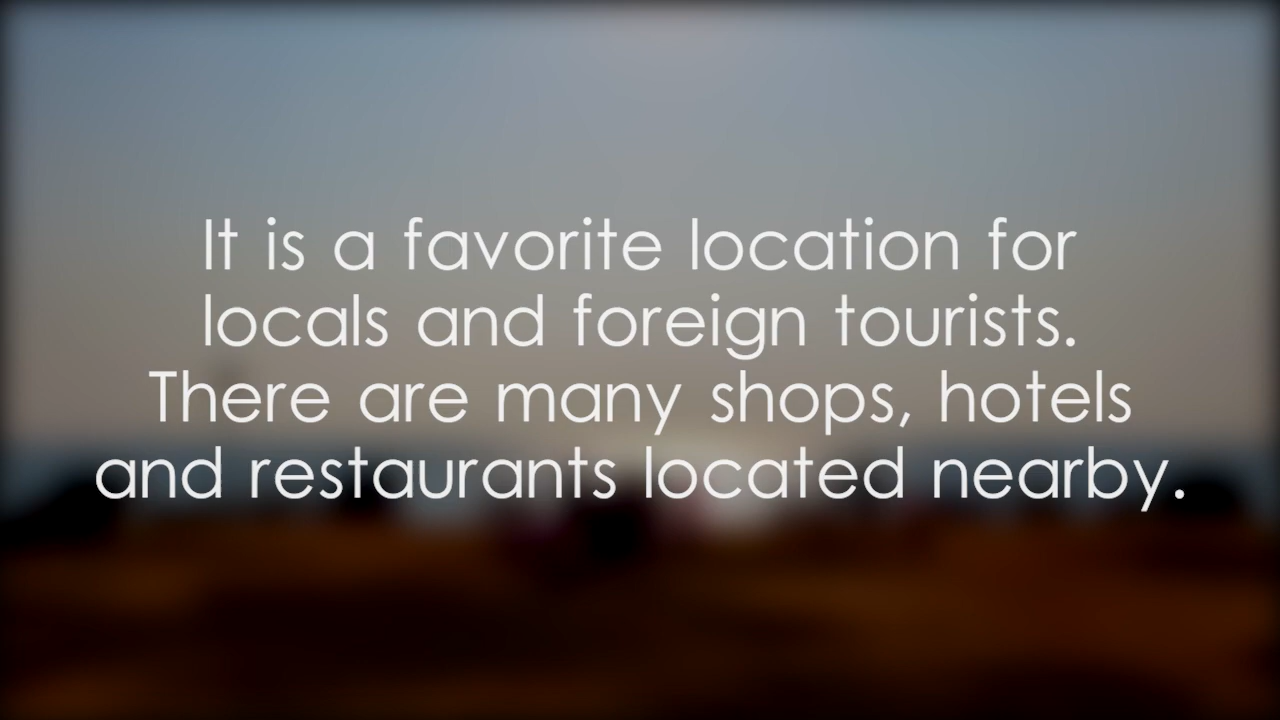 It is a favorite location for
locals and foreign tourists.
There are many shops, hotels
and restaurants located nearby.